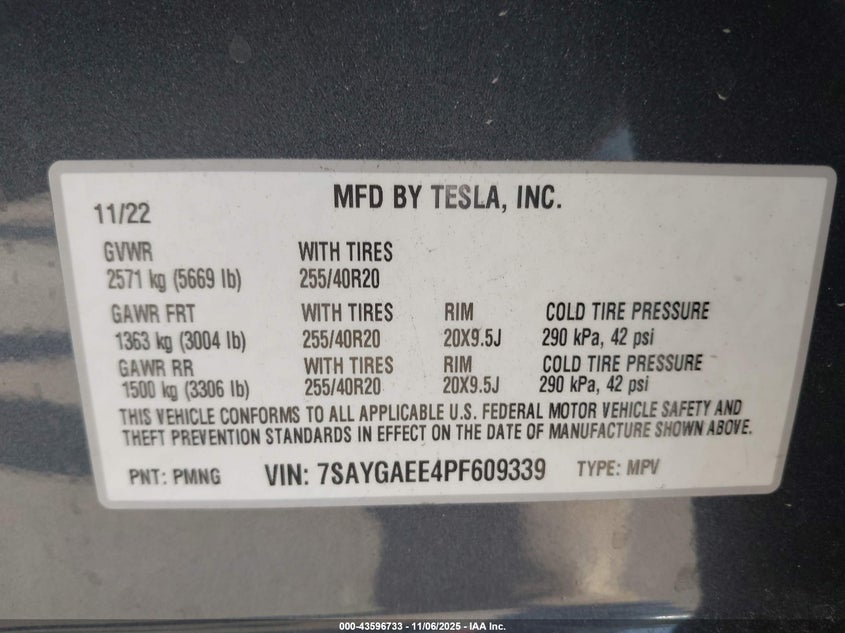 11/22
MFD BY TESLA, INC.
GVWR WITH TIRES
2571 kg (5669 lb) 255/40R20
GAWR FRT WITH TIRES RIM COLD TIRE PRESSURE
1363 kg (3004 lb) 255/40R20 20X9.5J 290 kPa, 42 psi
GAWR RR WITH TIRES RIM COLD TIRE PRESSURE
1500 kg (3306 lb) 255/40R20 20X9.5J 290 kPa, 42 psi
THIS VEHICLE CONFORMS TO ALL APPLICABLE U.S. FEDERAL MOTOR VEHICLE SAFETY AND
THEFT PREVENTION STANDARDS IN EFFECT ON THE DATE OF MANUFACTURE SHOWN ABOVE.
PNT: PMNG VIN: 7SAYGAEE4PF609339 TYPE: MPV
000-43596733 - 11/06/2025 - IAA Inc.